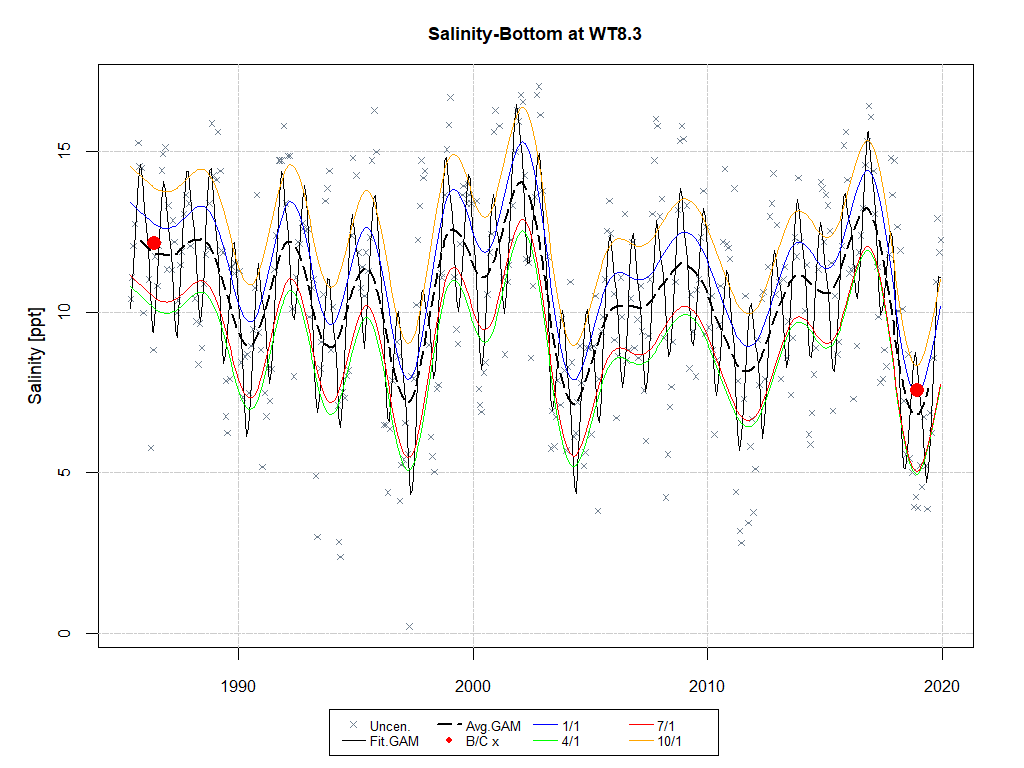 Salinity-Bottom at WT8.3
Salinity [ppt]
15
10
5
0
1990 2000 2010 2020
Uncen. Avg.GAM 1/1 7/1
Fit.GAM B/C x 4/1 10/1